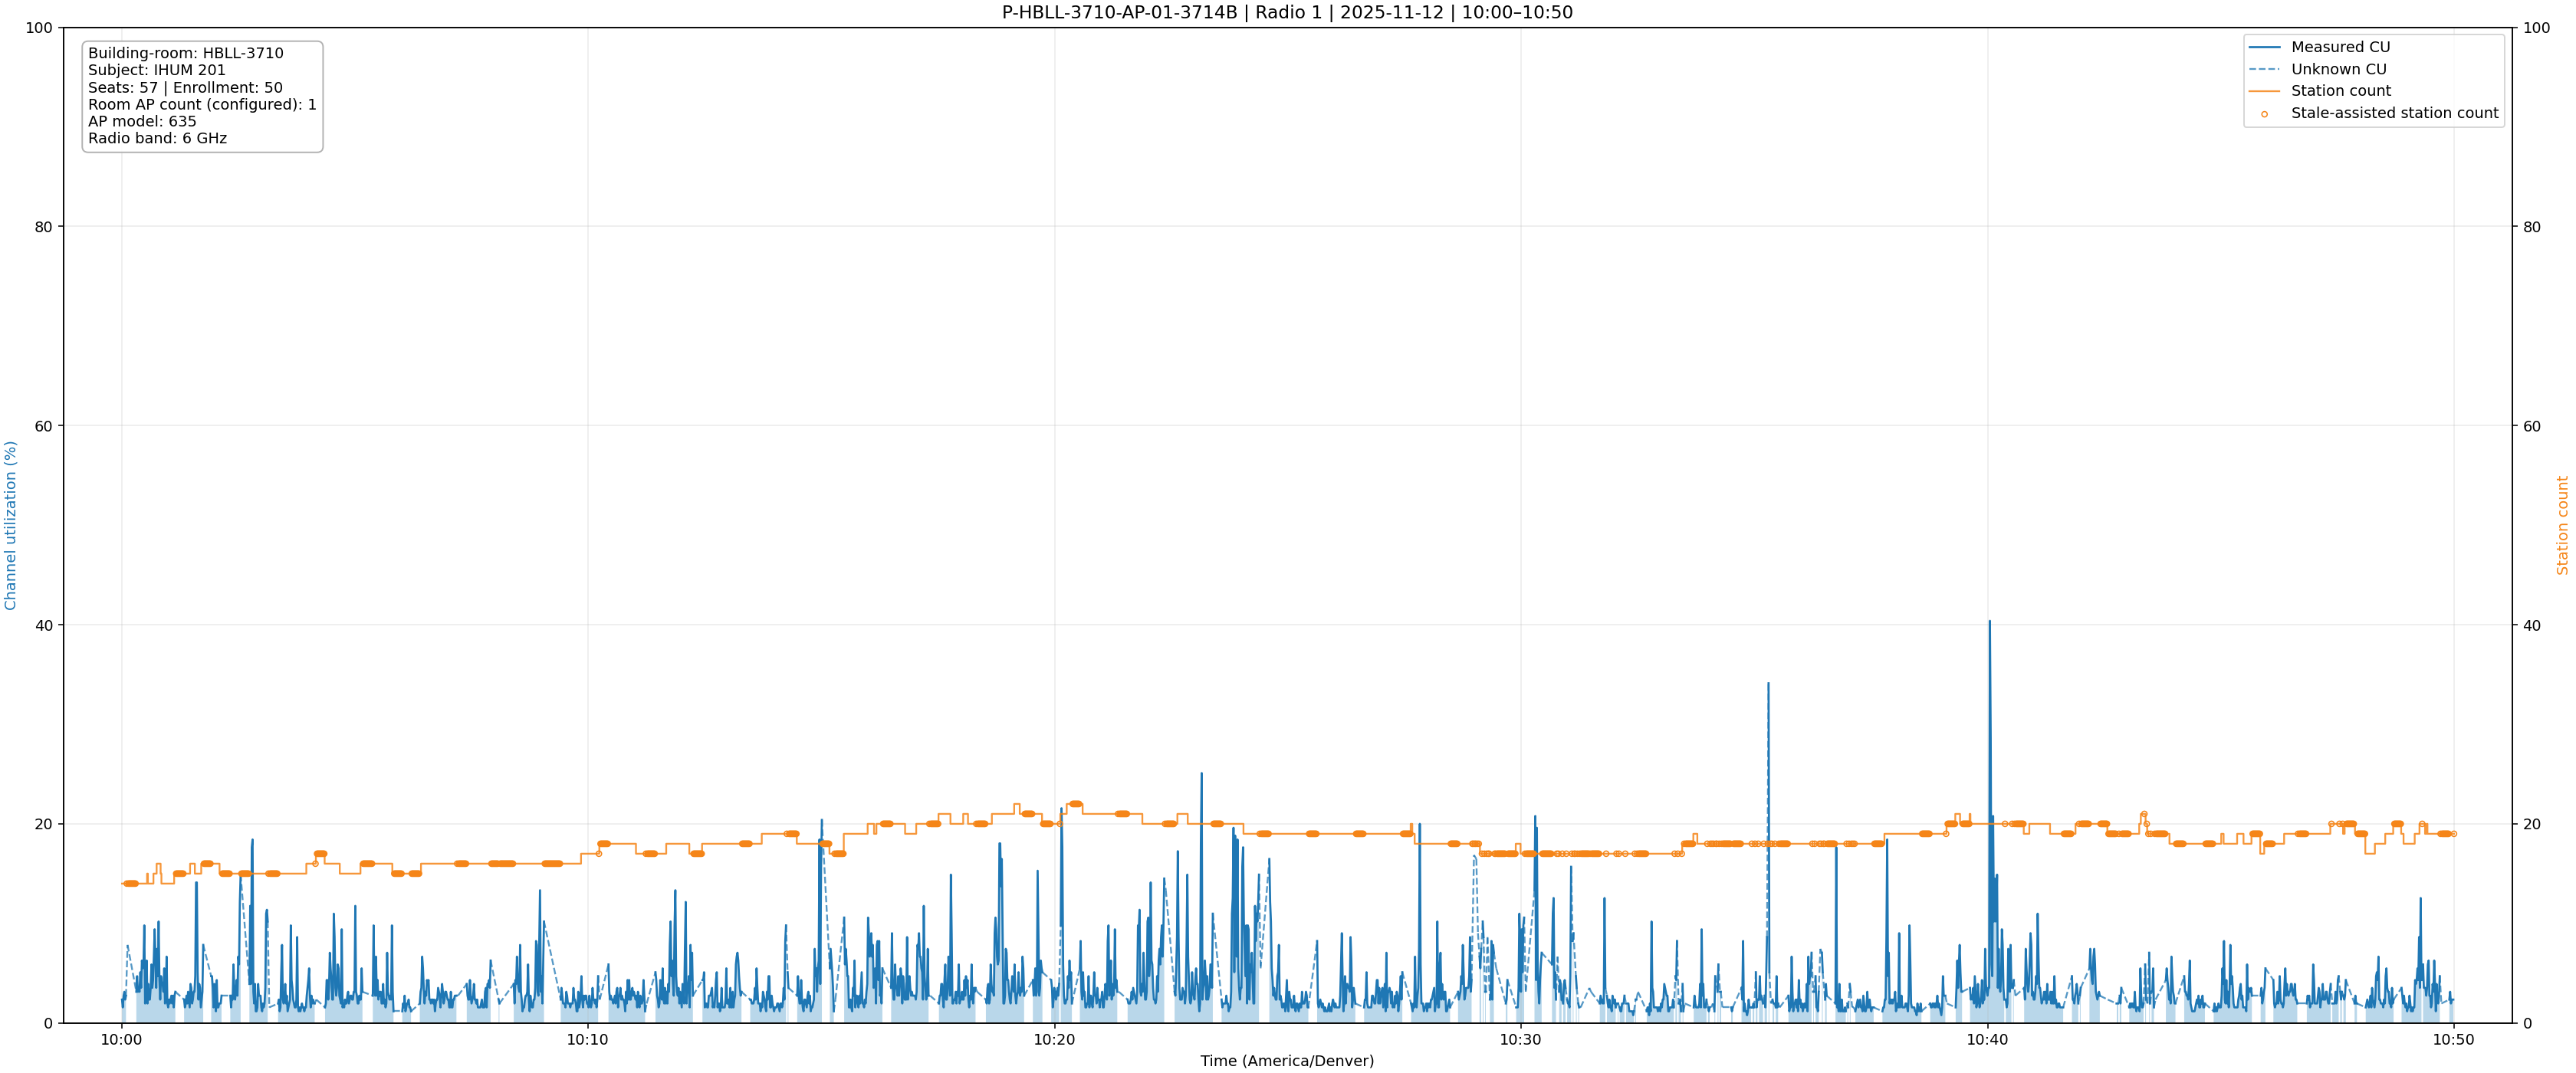 P-HBLL-3710-AP-01-3714B | Radio 1 | 2025-11-12 | 10:00–10:50
Building-room: HBLL-3710
Subject: IHUM 201
Seats: 57 | Enrollment: 50
Room AP count (configured): 1
AP model: 635
Radio band: 6 GHz
Measured CU
Unknown CU
Station count
Stale-assisted station count
Channel utilization (%)
100
80
60
40
20
0
100
80
60
40
20
0
Station count
10:00
10:10
10:20
10:30
10:40
10:50
Time (America/Denver)